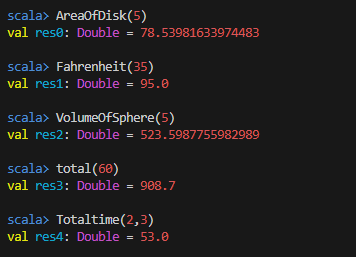 scala> AreaOfDisk(5)
val res0: Double = 78.53981633974483
scala> Fahrenheit(35)
val res1: Double = 95.0
scala> VolumeOfSphere(5)
val res2: Double = 523.5987755982989
scala> total(60)
val res3: Double = 908.7
scala> Totaltime(2,3)
val res4: Double = 53.0